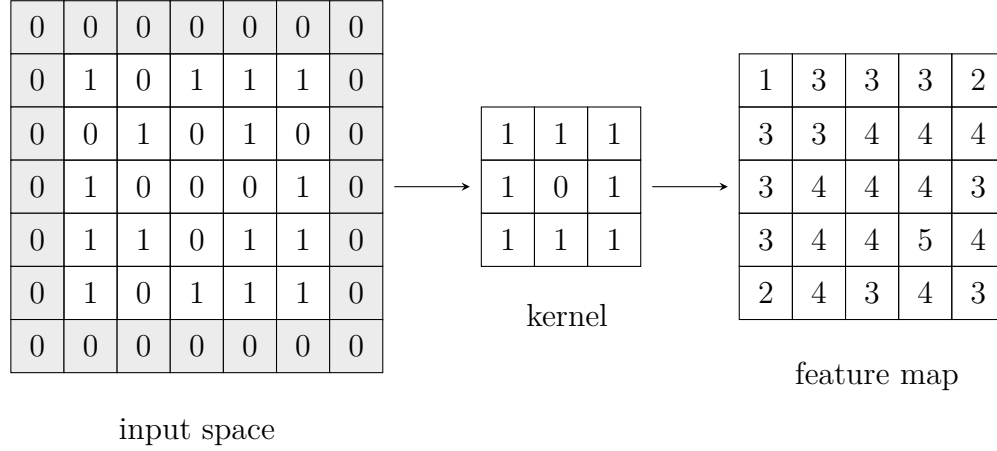 0 0 0 0 0 0 0
0 1 0 1 1 1 0
0 0 1 0 1 0 0
0 1 0 0 0 1 0
0 1 1 0 1 1 0
0 1 0 1 1 1 0
0 0 0 0 0 0 0
input space
1 1 1
1 0 1
1 1 1
kernel
1 3 3 3 2
3 3 4 4 4
3 4 4 4 3
3 4 4 5 4
2 4 3 4 3
feature map